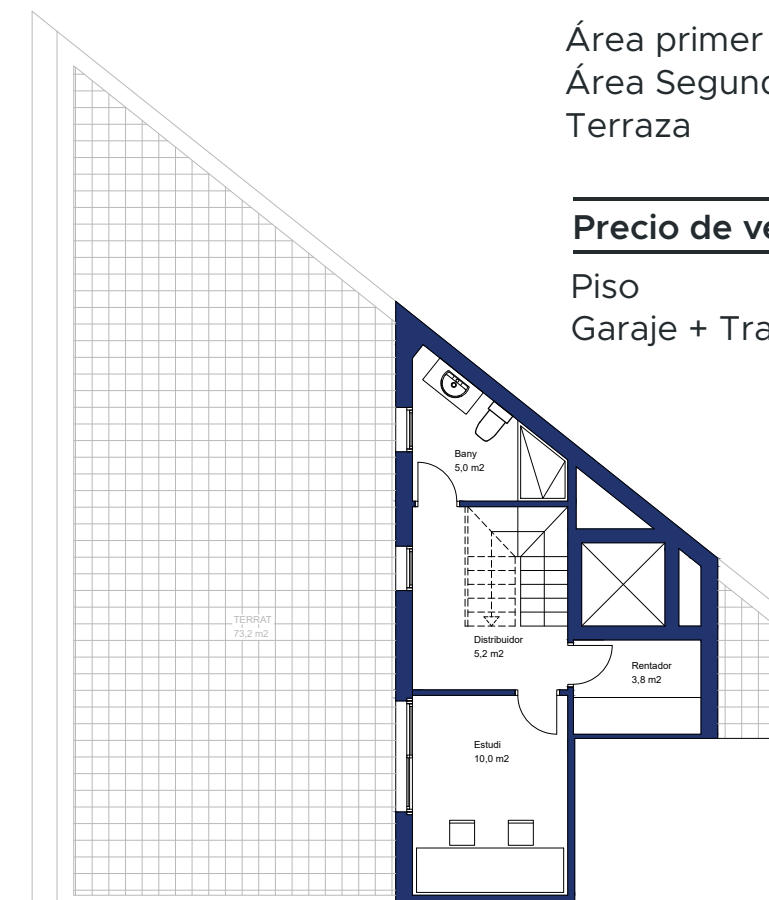 Área primer
Área Segund
Terraza
Precio de ve
Piso
Garaje + Tra
Bany
5,0 m2
TERRAT
73,2 m2
Distribuidor
5,2 m2
Rentador
3,8 m2
Estudi
10,0 m2